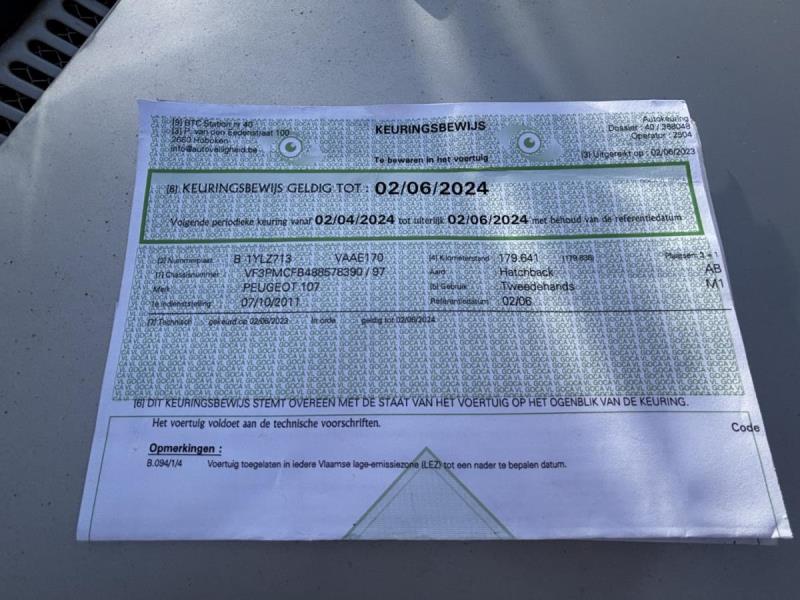 [9] BTC Station nr 40
[3] P. van den Eedenstraat 100
2660 Hoboken
info@autoveiligheid.be
KEURINGSBEWIJS
Te bewaren in het voertuig
Autokeuring
Dossier : 40 / 388048
Operator : 2504
[3] Uitgereikt op : 02/06/2023
[8] KEURINGSBEWIJS GELDIG TOT : 02/06/2024
Volgende periodieke keuring vanaf 02/04/2024 tot uiterlijk 02/06/2024 met behoud van de referentiedatum
[2] Nummerplaat B 1YLZ713 VAAE170 [4] Kilometerstand 179.641 Plaatsen: 3 + 1
[1] Chassisnummer VF3PMCFB488578390 / 97 Aard Hatchback AB
Merk PEUGEOT 107 [5] Gebruik Tweedehands M1
1e indienststelling 07/10/2011 Referentiedatum 02/06
[7] Technisch gekeurd op 02/06/2023 In orde geldig tot 02/06/2024
[6] DIT KEURINGSBEWIJS STEMT OVEREEN MET DE STAAT VAN HET VOERTUIG OP HET OGENBLIK VAN DE KEURING.
Het voertuig voldoet aan de technische voorschriften.
Code
Opmerkingen :
B.094/1/4 Voertuig toegelaten in iedere Vlaamse lage-emissiezone (LEZ) tot een nader te bepalen datum.